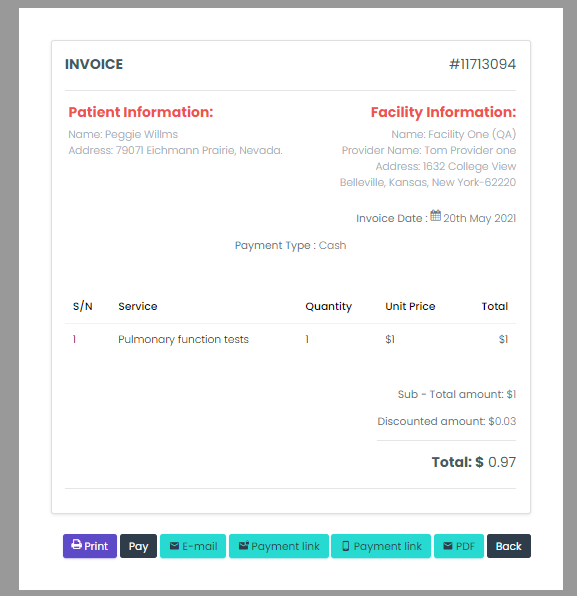 INVOICE #11713094
Patient Information: Facility Information:
Name: Peggie Willms Name: Facility One (QA)
Address: 79071 Eichmann Prairie, Nevada. Provider Name: Tom Provider one
Address: 1632 College View
Belleville, Kansas, New York-62220
Invoice Date : 20th May 2021
Payment Type : Cash
S/N Service Quantity Unit Price Total
1 Pulmonary function tests 1 $1 $1
Sub - Total amount: $1
Discounted amount: $0.03
Total: $ 0.97
Print Pay E-mail Payment link Payment link PDF Back